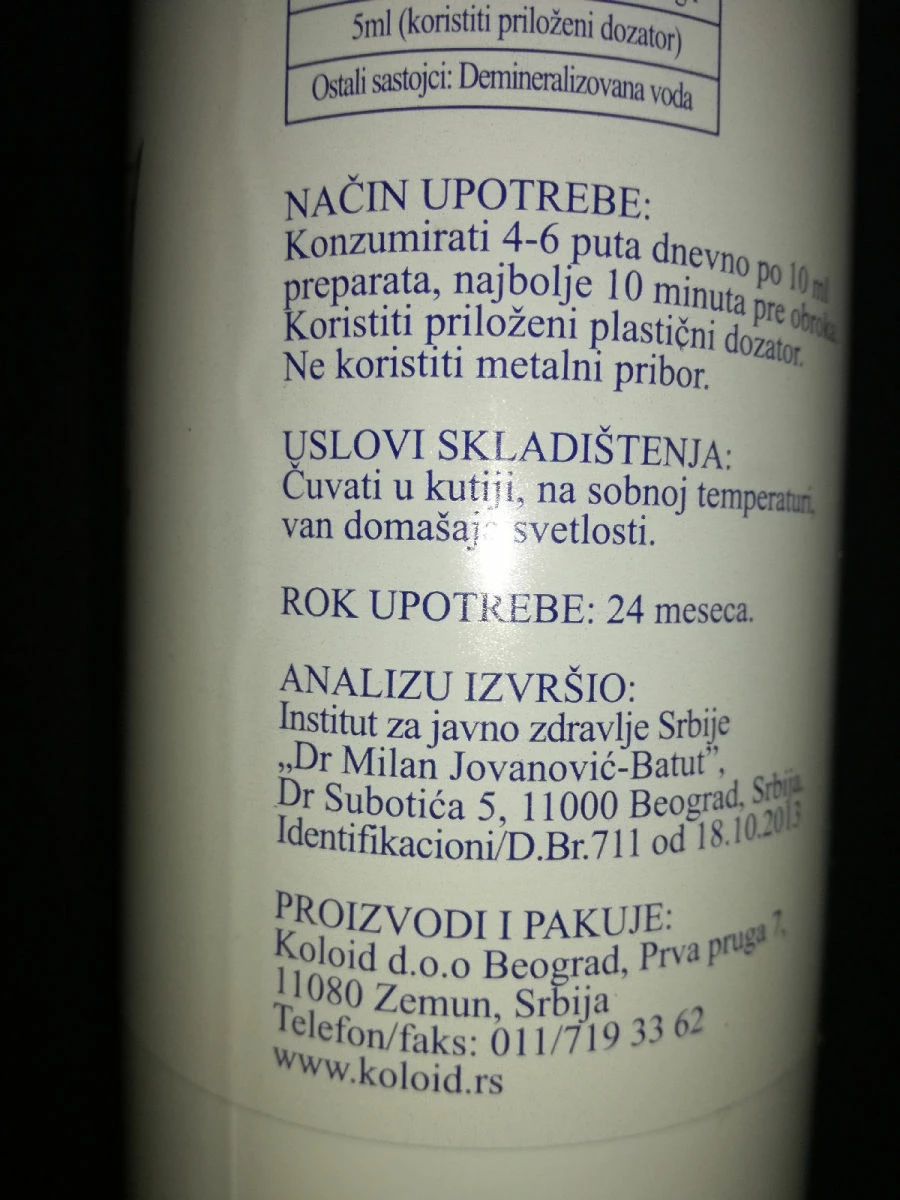 5ml (koristiti priloženi dozator)
Ostali sastojci: Demineralizovana voda
NAČIN UPOTREBE:
Konzumirati 4-6 puta dnevno po 10 ml
preparata, najbolje 10 minuta pre obroka.
Koristiti priloženi plastični dozator.
Ne koristiti metalni pribor.
USLOVI SKLADIŠTENJA:
Čuvati u kutiji, na sobnoj temperaturi,
van domašaja svetlosti.
ROK UPOTREBE: 24 meseca.
ANALIZU IZVRŠIO:
Institut za javno zdravlje Srbije
„Dr Milan Jovanović-Batut”,
Dr Subotića 5, 11000 Beograd, Srbija
Identifikacioni/D.Br.711 od 18.10.2013
PROIZVODI I PAKUJE:
Koloid d.o.o Beograd, Prva pruga 7,
11080 Zemun, Srbija
Telefon/faks: 011/719 33 62
www.koloid.rs